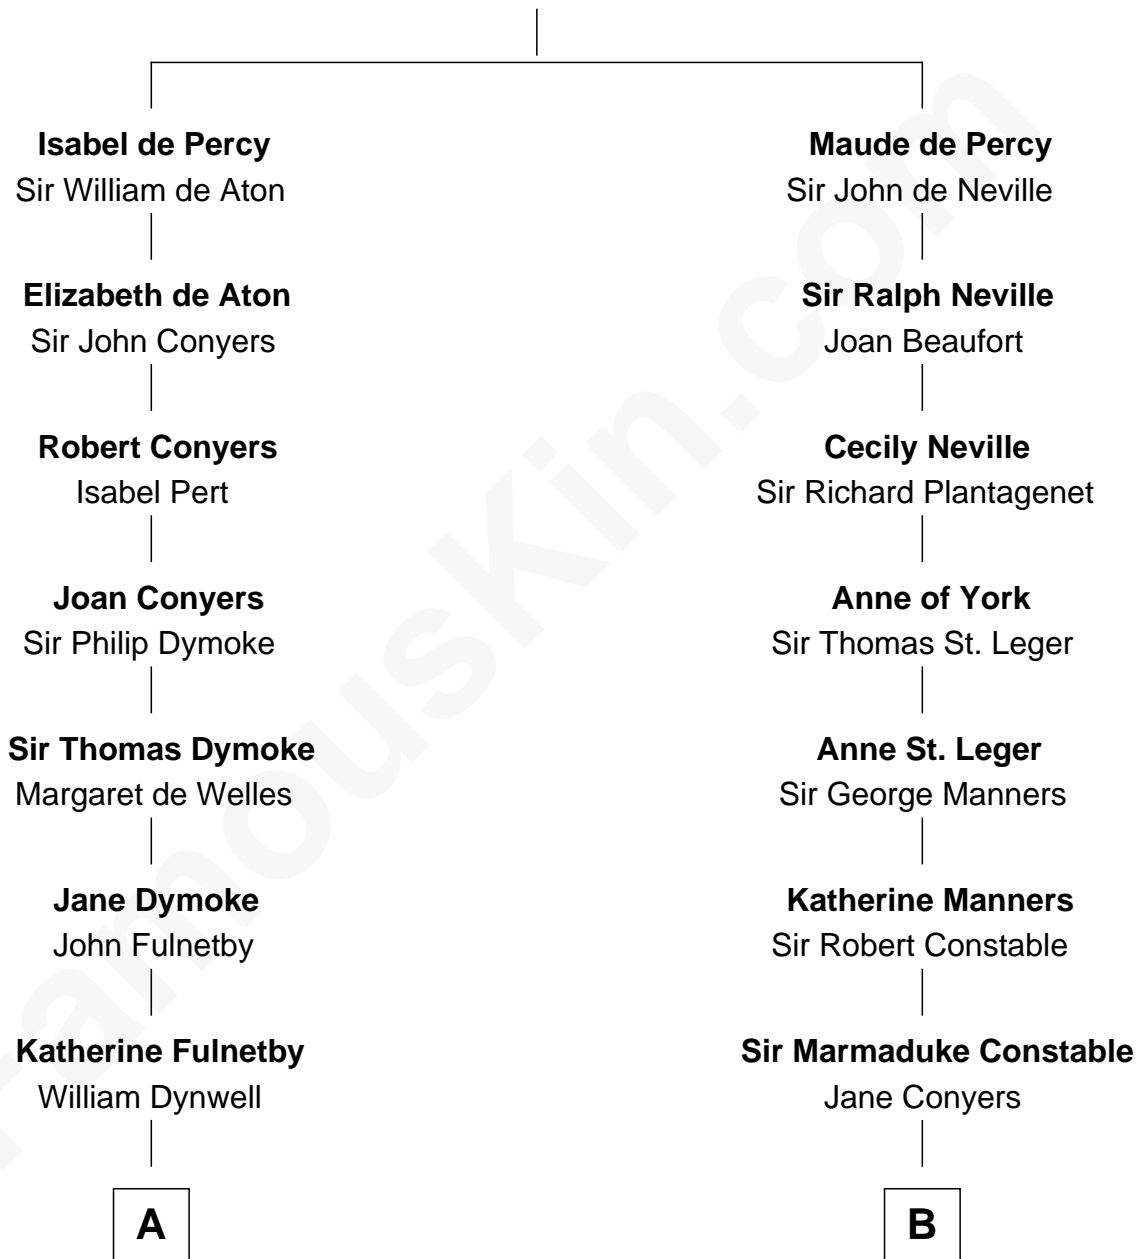 Isabel de Percy
Sir William de Aton
Elizabeth de Aton
Sir John Conyers
Robert Conyers
Isabel Pert
Joan Conyers
Sir Philip Dymoke
Sir Thomas Dymoke
Margaret de Welles
Jane Dymoke
John Fulnetby
Katherine Fulnetby
William Dynwell
A
Maude de Percy
Sir John de Neville
Sir Ralph Neville
Joan Beaufort
Cecily Neville
Sir Richard Plantagenet
Anne of York
Sir Thomas St. Leger
Anne St. Leger
Sir George Manners
Katherine Manners
Sir Robert Constable
Sir Marmaduke Constable
Jane Conyers
B
FamousKin.com